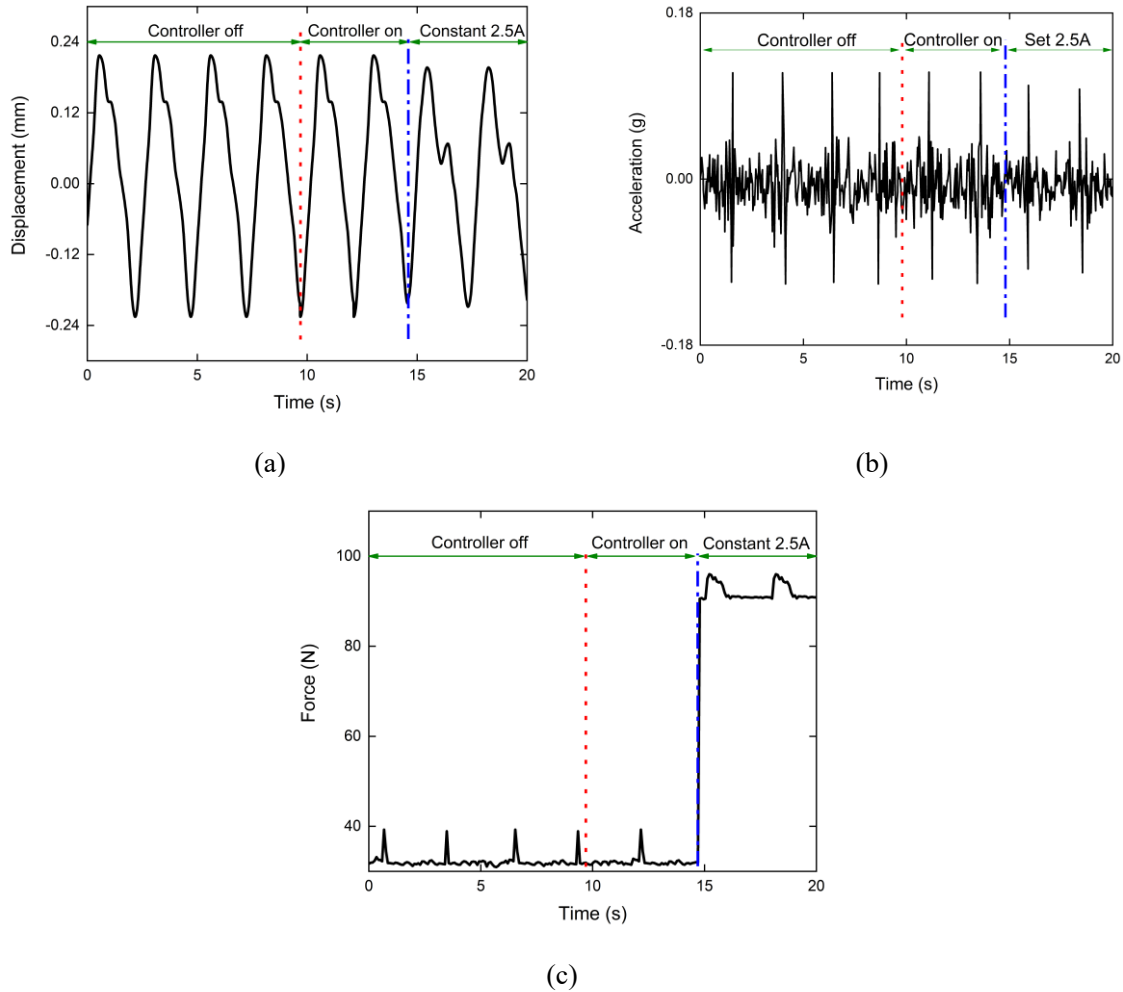 Controller off Controller on Constant 2.5A
0.24
0.12
0.00
-0.12
-0.24
Displacement (mm)
0 5 10 15 20
Time (s)
(a)
0.18
Controller off Controller on Set 2.5A
0.00
-0.18
Acceleration (g)
0 5 10 15 20
Time (s)
(b)
Controller off Controller on Constant 2.5A
100
80
60
40
Force (N)
0 5 10 15 20
Time (s)
(c)